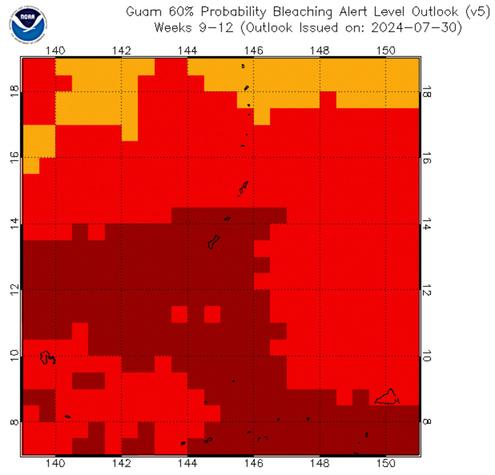 NOAA
Guam 60% Probability Bleaching Alert Level Outlook (v5)
Weeks 9-12 (Outlook Issued on: 2024-07-30)
140 142 144 146 148 150
18 18
16 16
14 14
12 12
10 10
8 8
140 142 144 146 148 150